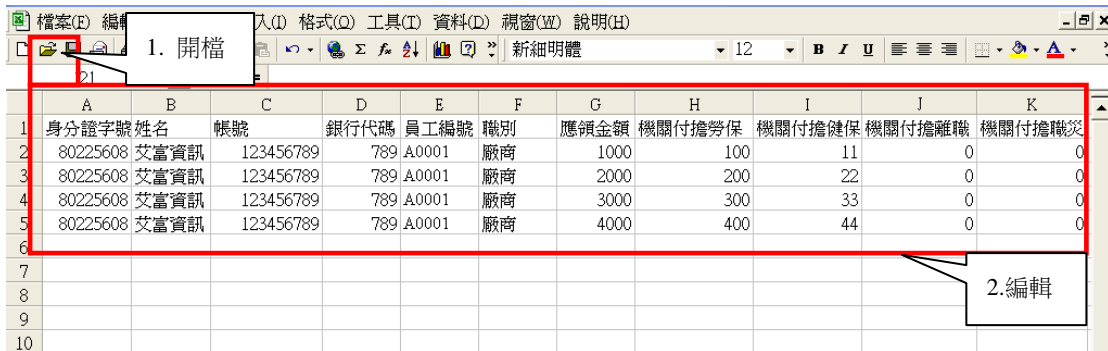 檔案(F) 編輯 入(I) 格式(O) 工具(T) 資料(D) 視窗(W) 說明(H)
1. 開檔
新細明體 12 B I U
21 =
A B C D E F G H I J K
1 身分證字號 姓名 帳號 銀行代碼 員工編號 職別 應領金額 機關付擔勞保 機關付擔健保 機關付擔離職 機關付擔職災
2 80225608 艾富資訊 123456789 789 A0001 廠商 1000 100 11 0 0
3 80225608 艾富資訊 123456789 789 A0001 廠商 2000 200 22 0 0
4 80225608 艾富資訊 123456789 789 A0001 廠商 3000 300 33 0 0
5 80225608 艾富資訊 123456789 789 A0001 廠商 4000 400 44 0 0
6
7
2.編輯
8
9
10